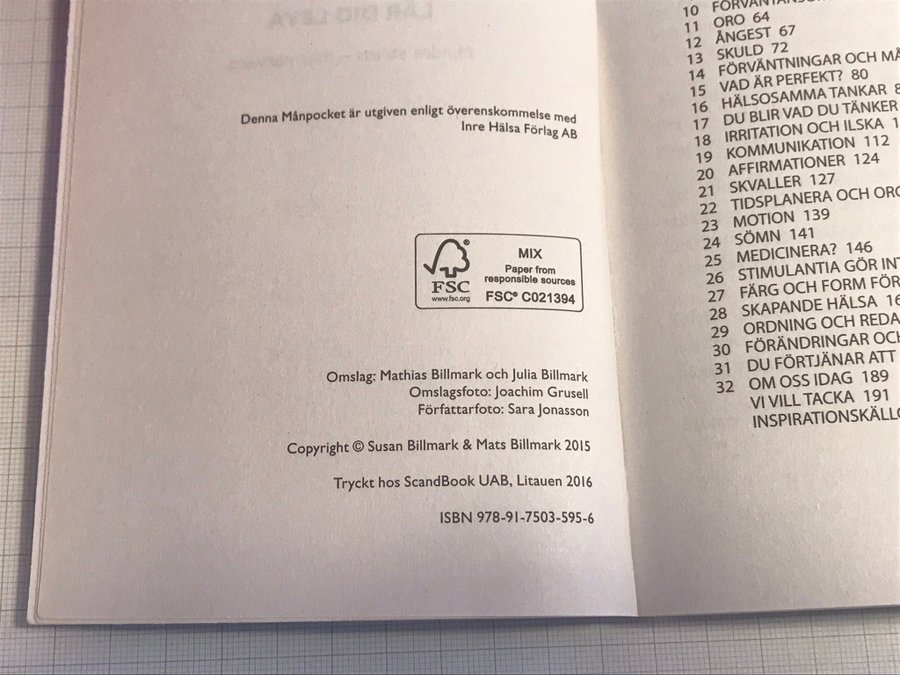 LÄR DIG LEVA
Denna Månpocket är utgiven enligt överenskommelse med
Inre Hälsa Förlag AB
FSC
www.fsc.org
MIX
Paper from
responsible sources
FSC® C021394
Omslag: Mathias Billmark och Julia Billmark
Omslagsfoto: Joachim Grusell
Författarfoto: Sara Jonasson
Copyright © Susan Billmark & Mats Billmark 2015
Tryckt hos ScandBook UAB, Litauen 2016
ISBN 978-91-7503-595-6
10
11 ORO 64
12 ÅNGEST 67
13 SKULD 72
14 FÖRVÄNTNINGAR OCH
15 VAD ÄR PERFEKT? 80
16 HÄLSOSAMMA TANKAR
17 DU BLIR VAD DU TÄNKER
18 IRRITATION OCH ILSKA
19 KOMMUNIKATION 112
20 AFFIRMATIONER 124
21 SKVALLER 127
22 TIDSPLANERA OCH
23 MOTION 139
24 SÖMN 141
25 MEDICINERA? 146
26 STIMULANTIA GÖR
27 FÄRG OCH FORM FÖR
28 SKAPANDE HÄLSA
29 ORDNING OCH REDA
30 FÖRÄNDRINGAR
31 DU FÖRTJÄNAR ATT
32 OM OSS IDAG 189
VI VILL TACKA 191